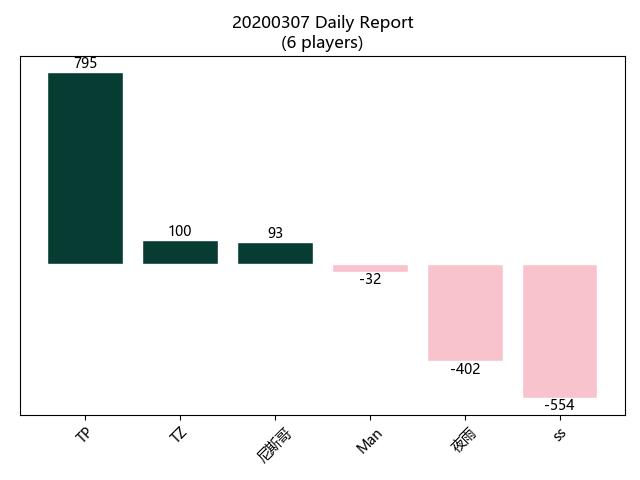 20200307 Daily Report
(6 players)
795
100
93
-32
-402
-554
TP
TZ
尼斯哥
Man
夜雨
ss